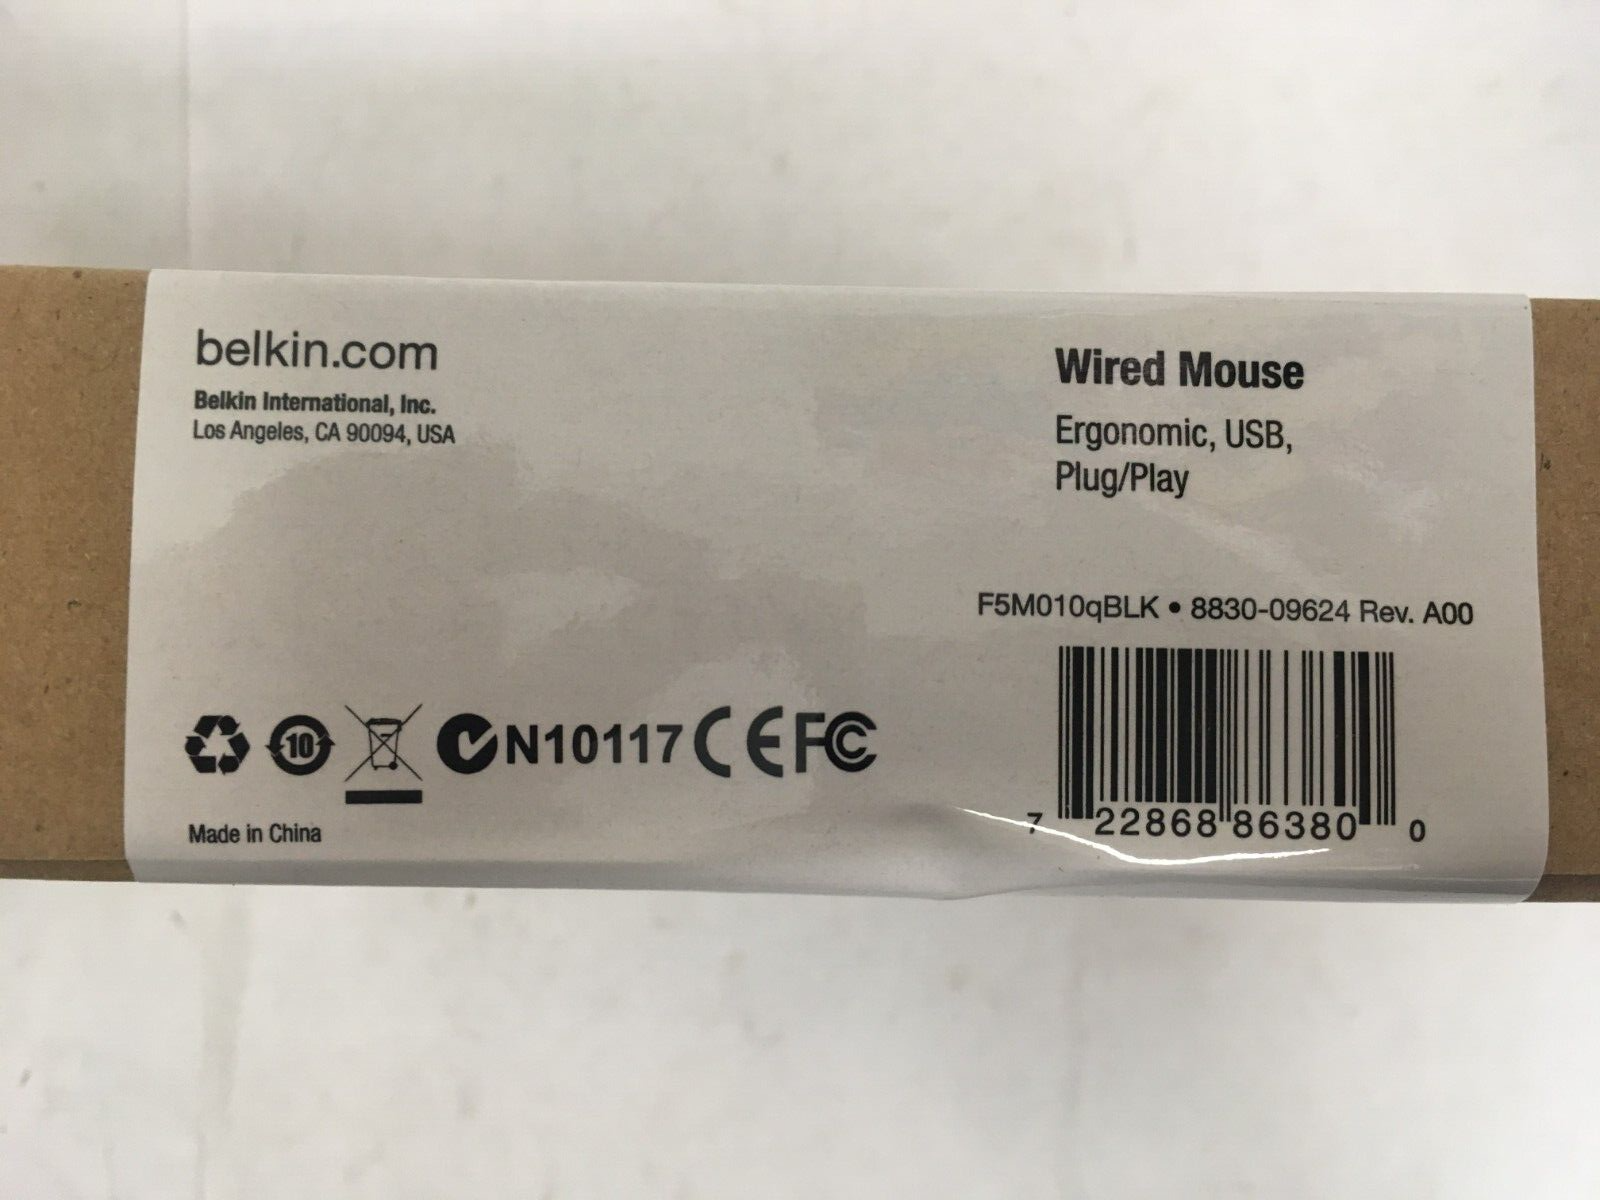 belkin.com
Belkin International, Inc.
Los Angeles, CA 90094, USA
Wired Mouse
Ergonomic, USB,
Plug/Play
F5M010qBLK • 8830-09624 Rev. A00
10
N10117 CE FC
Made in China
7 22868 86380 0